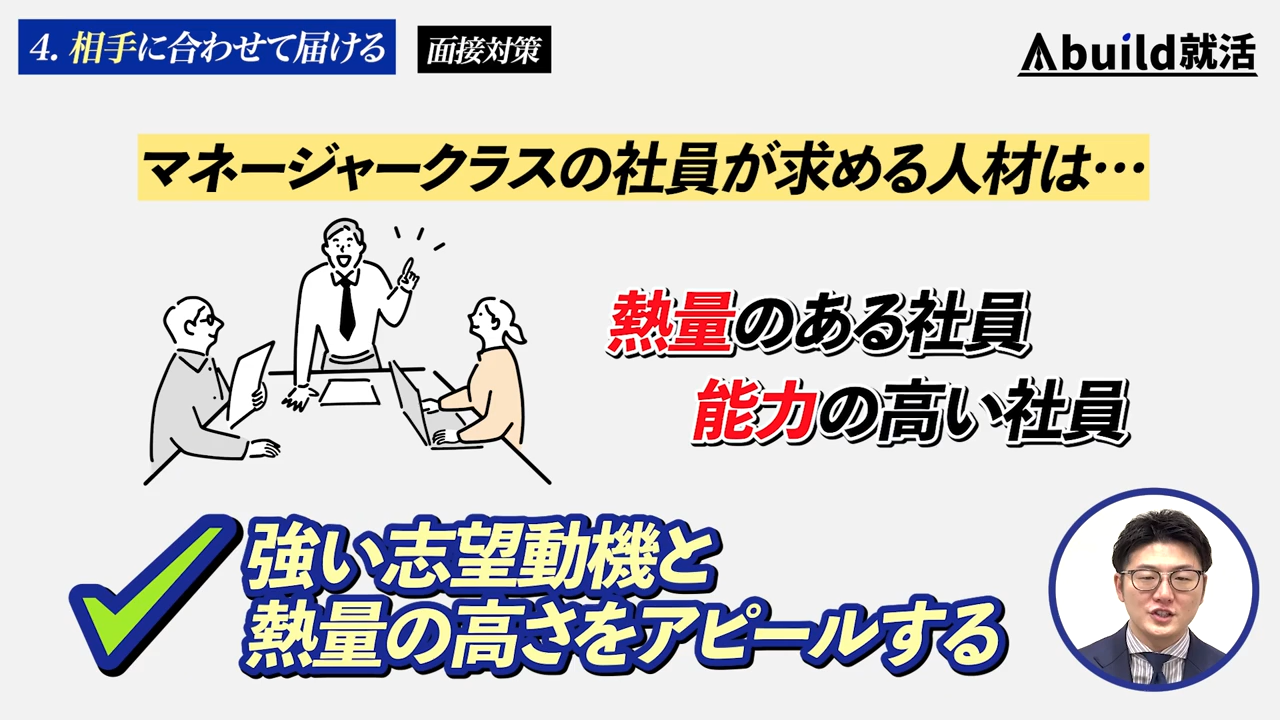 4. 相手に合わせて届ける
面接対策
Abuild就活
マネージャークラスの社員が求める人材は…
熱量のある社員
能力の高い社員
強い志望動機と
熱量の高さをアピールする